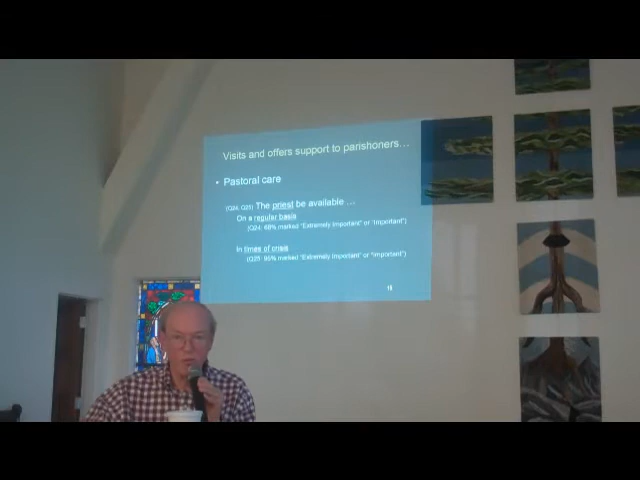 Visits and offers support to parishoners…
• Pastoral care
(Q24, Q25) The priest be available …
On a regular basis
(Q24: 68% marked "Extremely Important" or "Important")
In times of crisis
(Q25: 95% marked "Extremely Important" or "Important")
18